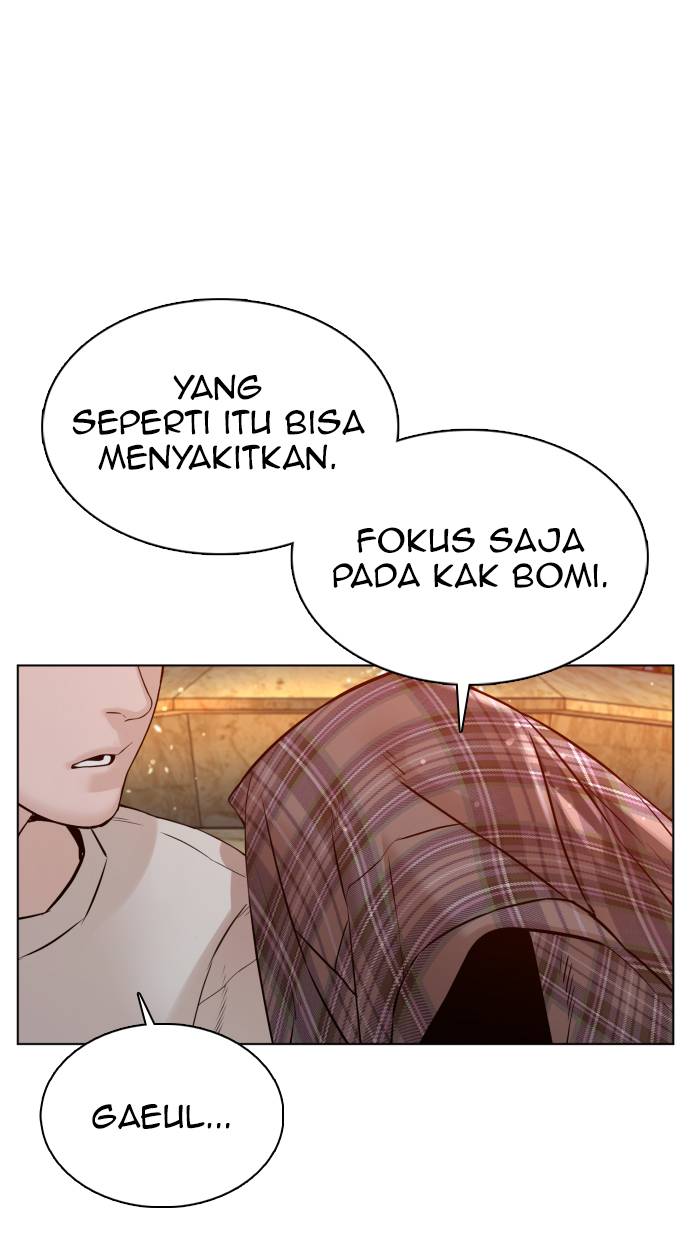 YANG
SEPERTI ITU BISA
MENYAKITKAN.
FOKUS SAJA
PADA KAK BOMI.
GAEUL...